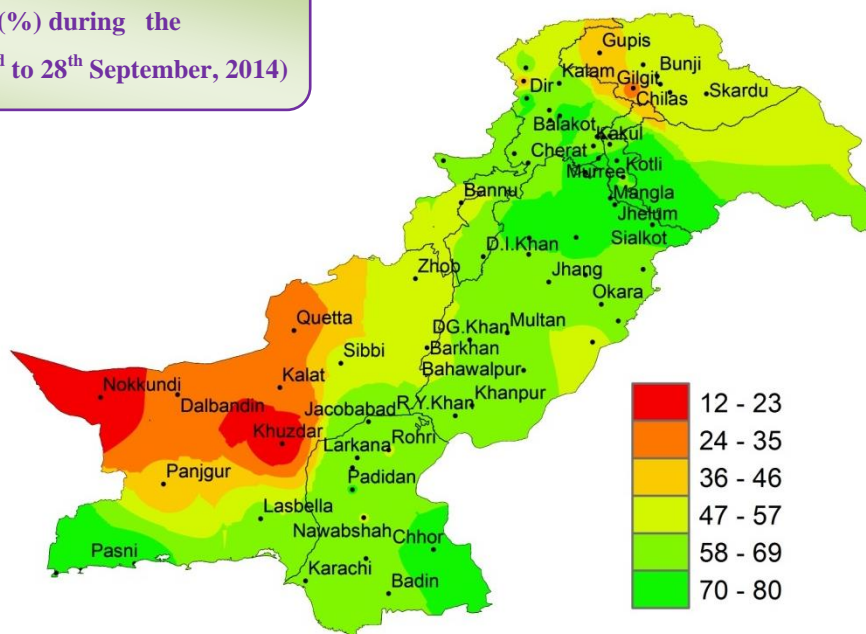 (%) during the
d to 28th September, 2014)
Gupis
Bunji
Kalam
Gilgit
Dir
Chilas
Skardu
Balakot
Kakul
Cherat
Kotli
Murree
Bannu
Mangla
Jhelum
Sialkot
D.I.Khan
Zhob
Jhang
Okara
Quetta
DG.Khan
Multan
Sibbi
Barkhan
Bahawalpur
Nokkundi
Kalat
Khanpur
Dalbandin
R.Y.Khan
Jacobabad
Khuzdar
Larkana
Rohri
Panjgur
Padidan
Lasbella
Nawabshah
Chhor
Pasni
Karachi
Badin
12 - 23
24 - 35
36 - 46
47 - 57
58 - 69
70 - 80